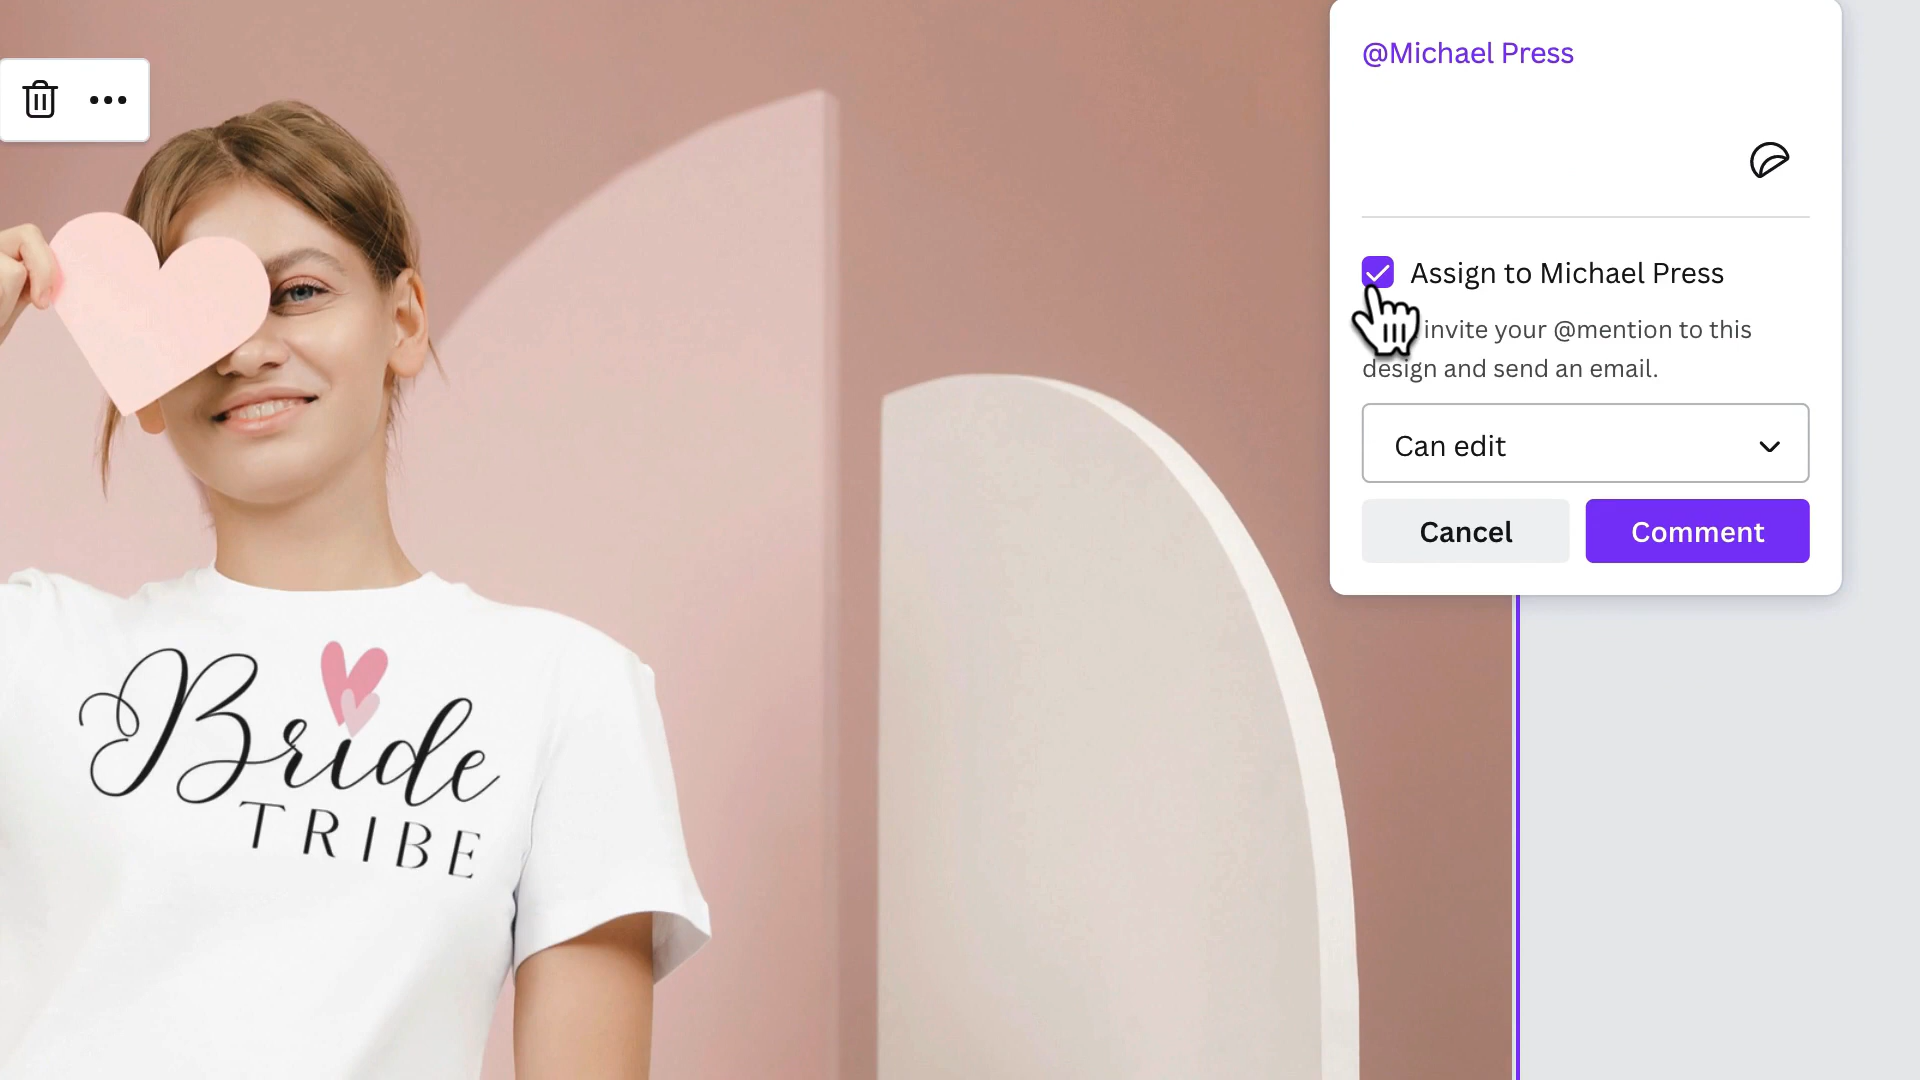 @Michael Press
Assign to Michael Press
invite your @mention to this
design and send an email.
Can edit
Cancel
Comment
Bride
TRIBE